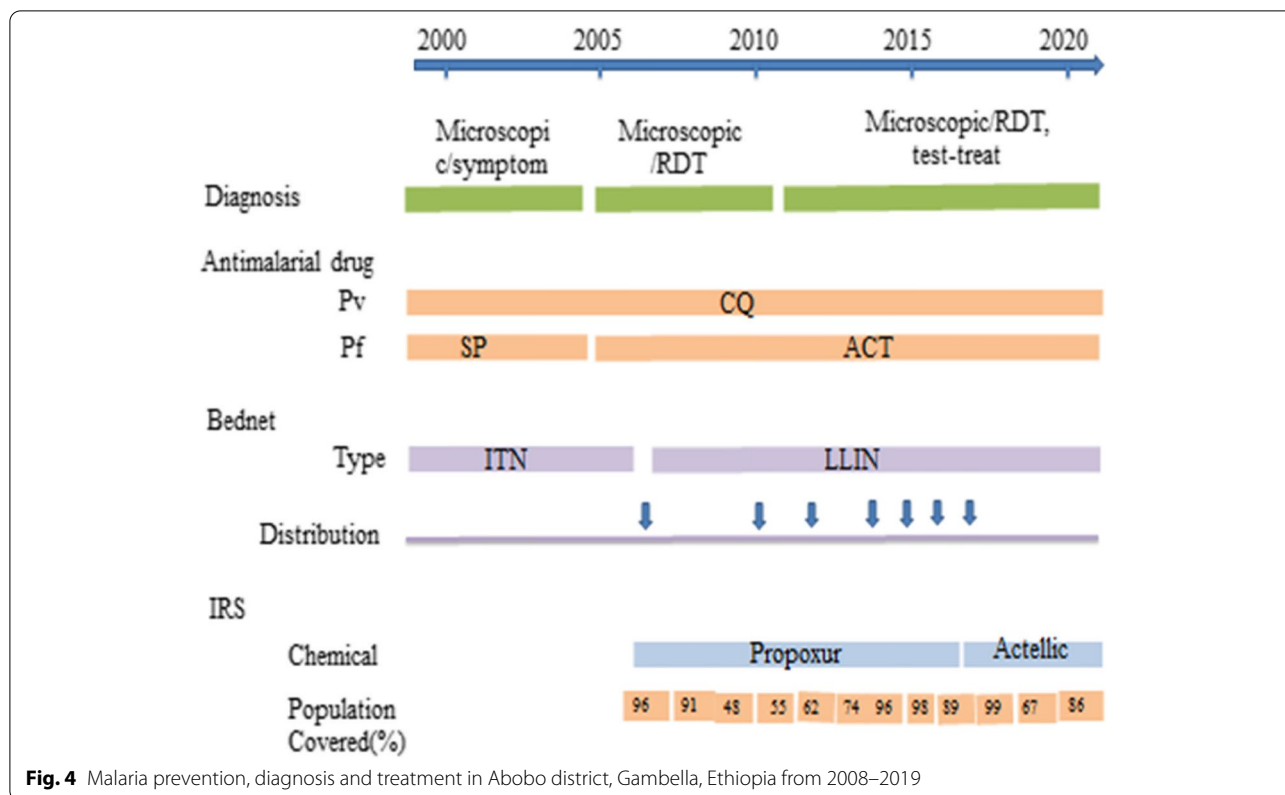 2000 2005 2010 2015 2020
Microscopi
c/symptom
Microscopic
/RDT
Microscopic/RDT,
test-treat
Diagnosis
Antimalarial drug
Pv CQ
Pf SP ACT
Bednet
Type ITN LLIN
Distribution
IRS
Chemical Propoxur Actellic
Population
Covered(%)
96 91 48 55 62 74 96 98 89 99 67 86
Fig. 4 Malaria prevention, diagnosis and treatment in Abobo district, Gambella, Ethiopia from 2008–2019